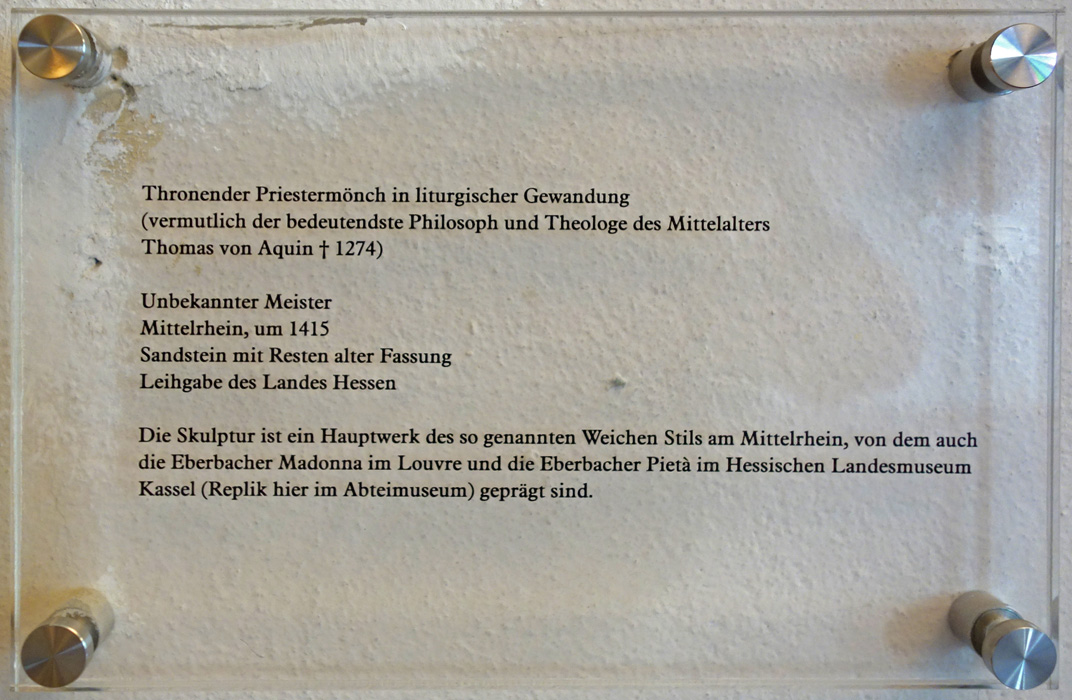 Thronender Priestermönch in liturgischer Gewandung
(vermutlich der bedeutendste Philosoph und Theologe des Mittelalters
Thomas von Aquin † 1274)
Unbekannter Meister
Mittelrhein, um 1415
Sandstein mit Resten alter Fassung
Leihgabe des Landes Hessen
Die Skulptur ist ein Hauptwerk des so genannten Weichen Stils am Mittelrhein, von dem auch
die Eberbacher Madonna im Louvre und die Eberbacher Pietà im Hessischen Landesmuseum
Kassel (Replik hier im Abteimuseum) geprägt sind.